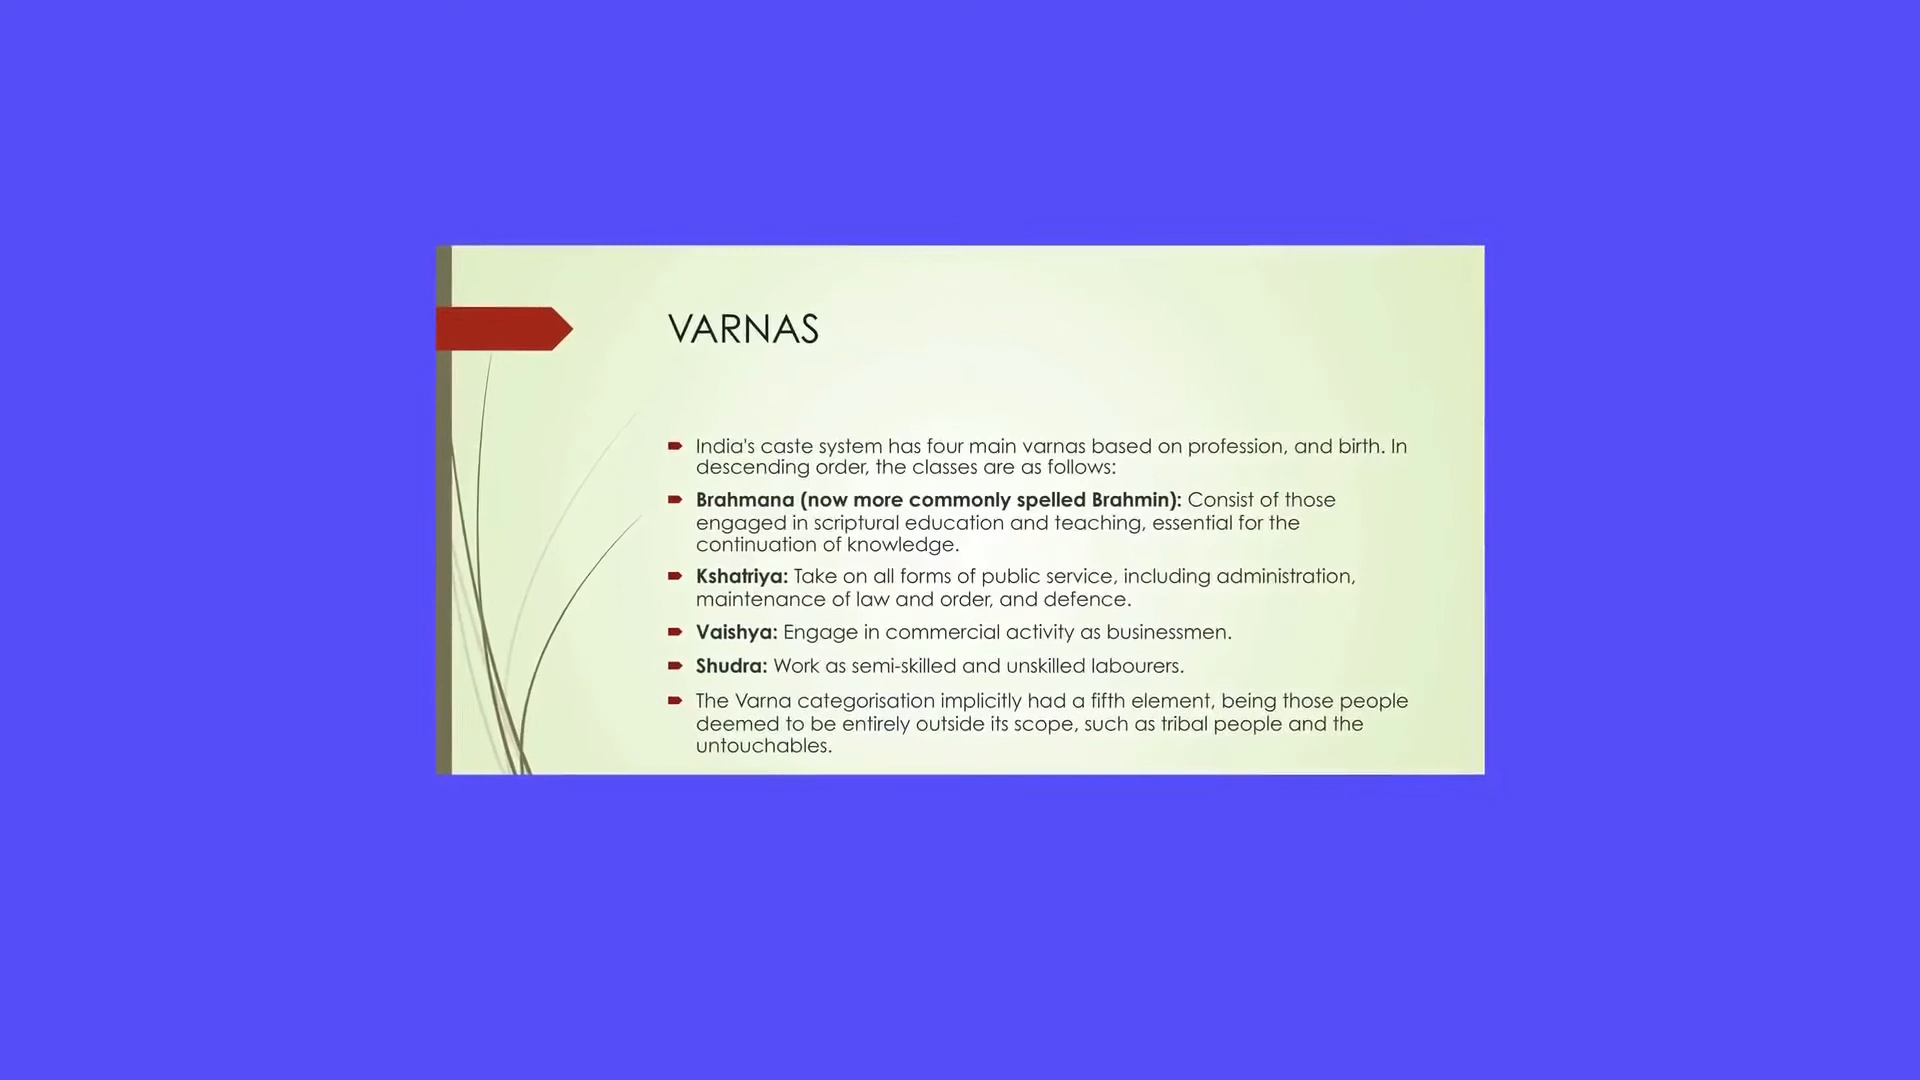 VARNAS
India's caste system has four main varnas based on profession, and birth. In
descending order, the classes are as follows:
Brahmana (now more commonly spelled Brahmin): Consist of those
engaged in scriptural education and teaching, essential for the
continuation of knowledge.
Kshatriya: Take on all forms of public service, including administration,
maintenance of law and order, and defence.
Vaishya: Engage in commercial activity as businessmen.
Shudra: Work as semi-skilled and unskilled labourers.
The Varna categorisation implicitly had a fifth element, being those people
deemed to be entirely outside its scope, such as tribal people and the
untouchables.